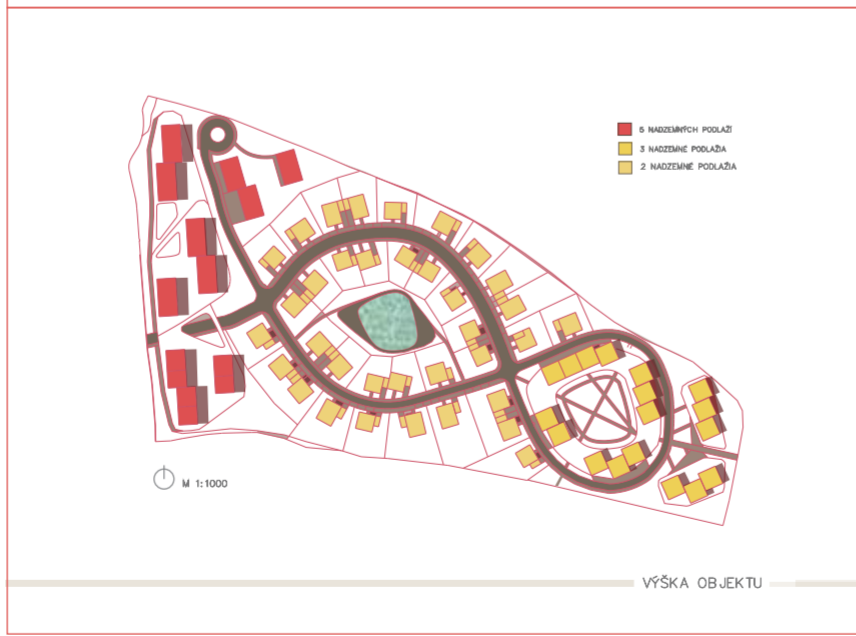 5 NADZEMNÝCH PODLAŽÍ
3 NADZEMNÉ PODLAŽIA
2 NADZEMNÉ PODLAŽIA
M 1:1000
VÝŠKA OBJEKTU